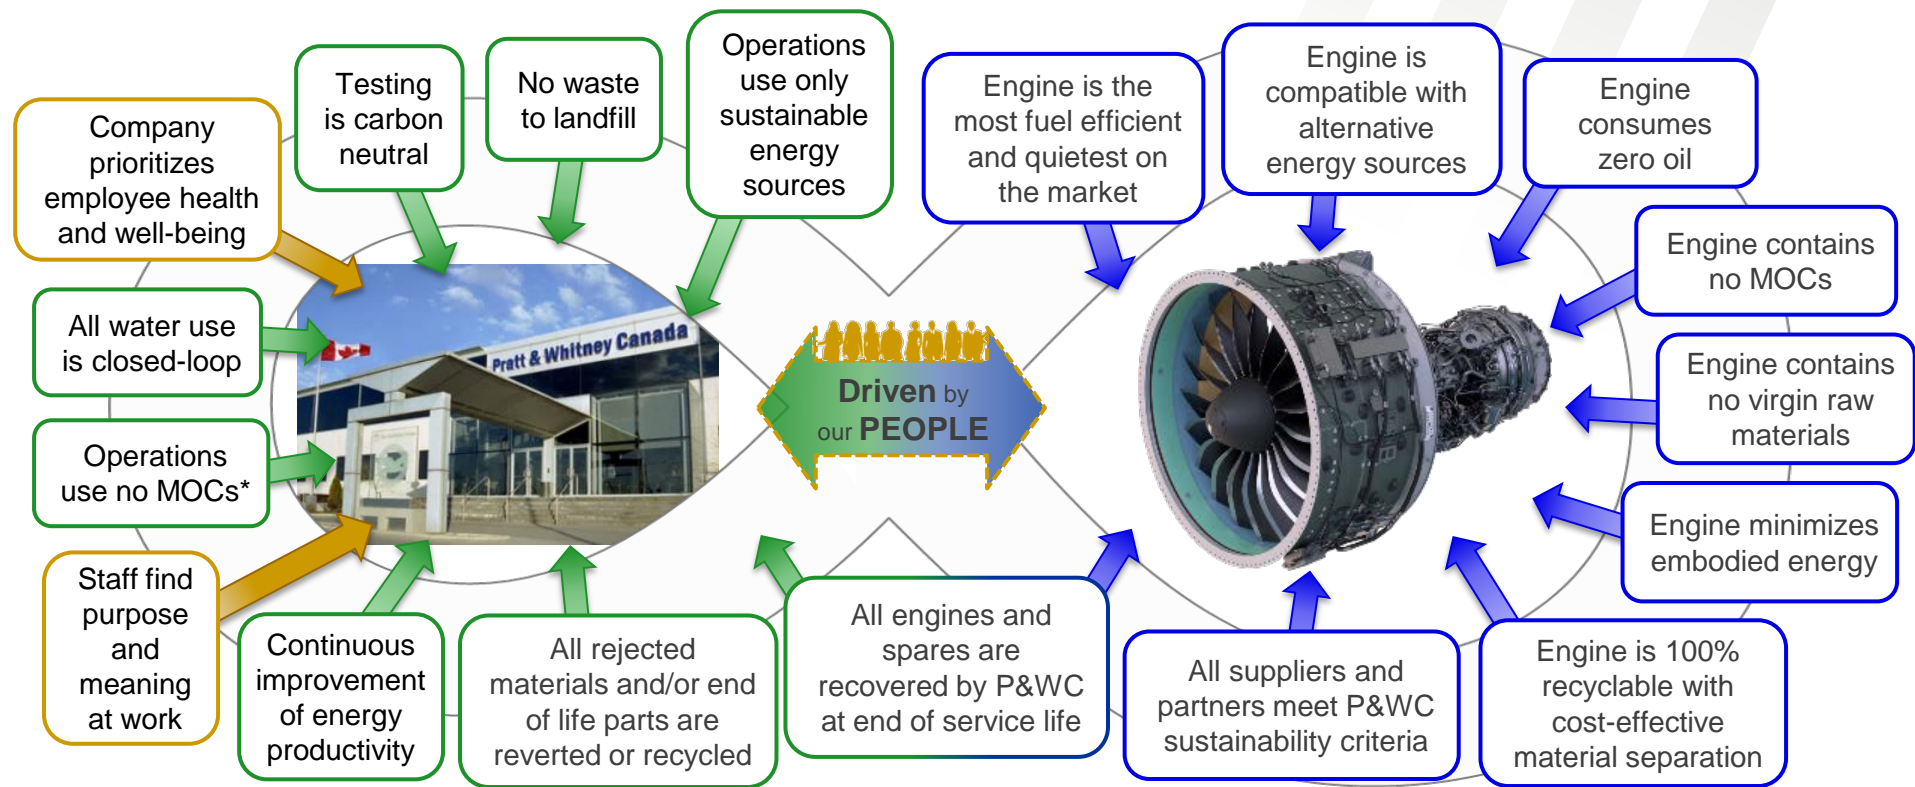 Company
prioritizes
employee health
and well-being
Testing
is carbon
neutral
No waste
to landfill
Operations
use only
sustainable
energy
sources
Engine is the
most fuel efficient
and quietest on
the market
Engine is
compatible with
alternative
energy sources
Engine
consumes
zero oil
All water use
is closed-loop
Pratt & Whitney Canada
Engine contains
no MOCs
Driven by
our PEOPLE
Engine contains
no virgin raw
materials
Operations
use no MOCs*
Engine minimizes
embodied energy
Staff find
purpose
and
meaning
at work
Continuous
improvement
of energy
productivity
All rejected
materials and/or end
of life parts are
reverted or recycled
All engines and
spares are
recovered by P&WC
at end of service life
All suppliers and
partners meet P&WC
sustainability criteria
Engine is 100%
recyclable with
cost-effective
material separation